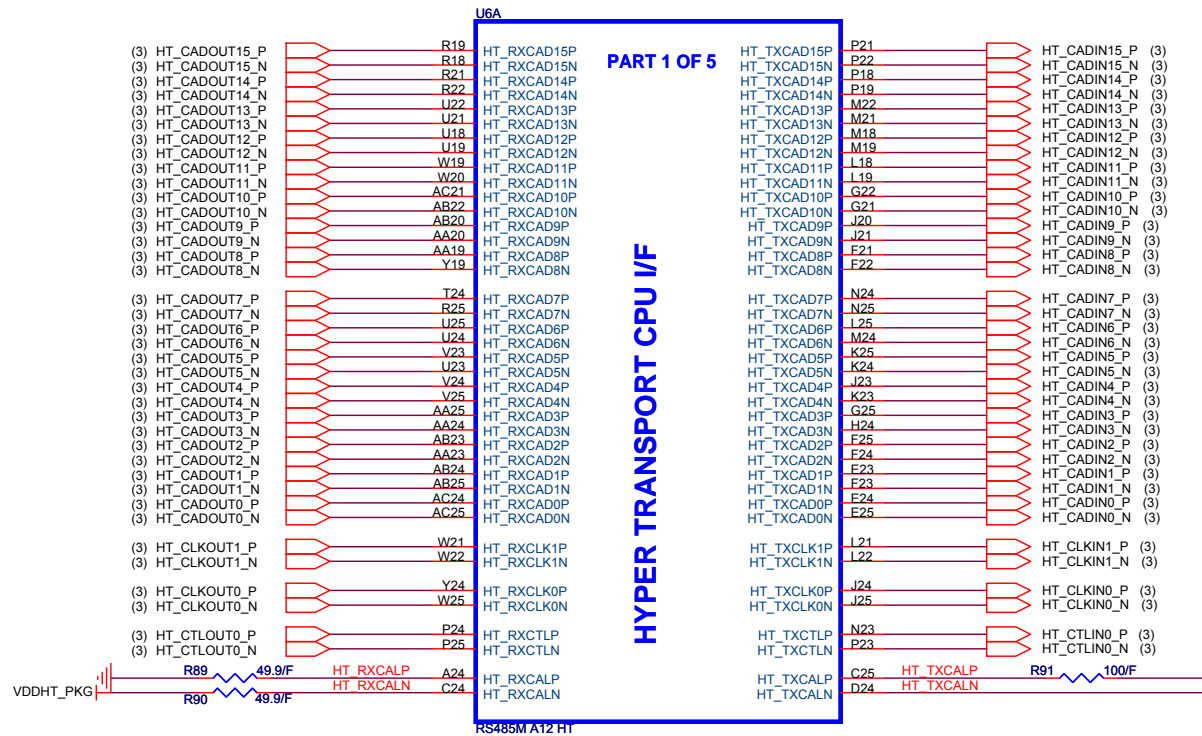 U6A
PART 1 OF 5
HYPER TRANSPORT CPU I/F
(3) HT_CADOUT15_P R19 HT_RXCAD15P HT_TXCAD15P P21 HT_CADIN15_P (3)
(3) HT_CADOUT15_N R18 HT_RXCAD15N HT_TXCAD15N P22 HT_CADIN15_N (3)
(3) HT_CADOUT14_P R21 HT_RXCAD14P HT_TXCAD14P P18 HT_CADIN14_P (3)
(3) HT_CADOUT14_N R22 HT_RXCAD14N HT_TXCAD14N P19 HT_CADIN14_N (3)
(3) HT_CADOUT13_P U22 HT_RXCAD13P HT_TXCAD13P M22 HT_CADIN13_P (3)
(3) HT_CADOUT13_N U21 HT_RXCAD13N HT_TXCAD13N M21 HT_CADIN13_N (3)
(3) HT_CADOUT12_P U18 HT_RXCAD12P HT_TXCAD12P M18 HT_CADIN12_P (3)
(3) HT_CADOUT12_N U19 HT_RXCAD12N HT_TXCAD12N M19 HT_CADIN12_N (3)
(3) HT_CADOUT11_P W19 HT_RXCAD11P HT_TXCAD11P L18 HT_CADIN11_P (3)
(3) HT_CADOUT11_N W20 HT_RXCAD11N HT_TXCAD11N L19 HT_CADIN11_N (3)
(3) HT_CADOUT10_P AC21 HT_RXCAD10P HT_TXCAD10P G22 HT_CADIN10_P (3)
(3) HT_CADOUT10_N AB22 HT_RXCAD10N HT_TXCAD10N G21 HT_CADIN10_N (3)
(3) HT_CADOUT9_P AB20 HT_RXCAD9P HT_TXCAD9P J20 HT_CADIN9_P (3)
(3) HT_CADOUT9_N AA20 HT_RXCAD9N HT_TXCAD9N J21 HT_CADIN9_N (3)
(3) HT_CADOUT8_P AA19 HT_RXCAD8P HT_TXCAD8P F21 HT_CADIN8_P (3)
(3) HT_CADOUT8_N Y19 HT_RXCAD8N HT_TXCAD8N F22 HT_CADIN8_N (3)
(3) HT_CADOUT7_P T24 HT_RXCAD7P HT_TXCAD7P N24 HT_CADIN7_P (3)
(3) HT_CADOUT7_N R25 HT_RXCAD7N HT_TXCAD7N N25 HT_CADIN7_N (3)
(3) HT_CADOUT6_P U25 HT_RXCAD6P HT_TXCAD6P L25 HT_CADIN6_P (3)
(3) HT_CADOUT6_N U24 HT_RXCAD6N HT_TXCAD6N M24 HT_CADIN6_N (3)
(3) HT_CADOUT5_P V23 HT_RXCAD5P HT_TXCAD5P K25 HT_CADIN5_P (3)
(3) HT_CADOUT5_N U23 HT_RXCAD5N HT_TXCAD5N K24 HT_CADIN5_N (3)
(3) HT_CADOUT4_P V24 HT_RXCAD4P HT_TXCAD4P J23 HT_CADIN4_P (3)
(3) HT_CADOUT4_N V25 HT_RXCAD4N HT_TXCAD4N K23 HT_CADIN4_N (3)
(3) HT_CADOUT3_P AA25 HT_RXCAD3P HT_TXCAD3P G25 HT_CADIN3_P (3)
(3) HT_CADOUT3_N AA24 HT_RXCAD3N HT_TXCAD3N H24 HT_CADIN3_N (3)
(3) HT_CADOUT2_P AB23 HT_RXCAD2P HT_TXCAD2P F25 HT_CADIN2_P (3)
(3) HT_CADOUT2_N AA23 HT_RXCAD2N HT_TXCAD2N F24 HT_CADIN2_N (3)
(3) HT_CADOUT1_P AB24 HT_RXCAD1P HT_TXCAD1P E23 HT_CADIN1_P (3)
(3) HT_CADOUT1_N AB25 HT_RXCAD1N HT_TXCAD1N F23 HT_CADIN1_N (3)
(3) HT_CADOUT0_P AC24 HT_RXCAD0P HT_TXCAD0P E24 HT_CADIN0_P (3)
(3) HT_CADOUT0_N AC25 HT_RXCAD0N HT_TXCAD0N E25 HT_CADIN0_N (3)
(3) HT_CLKOUT1_P W21 HT_RXCLK1P HT_TXCLK1P L21 HT_CLKIN1_P (3)
(3) HT_CLKOUT1_N W22 HT_RXCLK1N HT_TXCLK1N L22 HT_CLKIN1_N (3)
(3) HT_CLKOUT0_P Y24 HT_RXCLK0P HT_TXCLK0P J24 HT_CLKIN0_P (3)
(3) HT_CLKOUT0_N W25 HT_RXCLK0N HT_TXCLK0N J25 HT_CLKIN0_N (3)
(3) HT_CTLOUT0_P P24 HT_RXCTLP HT_TXCTLP N23 HT_CTLIN0_P (3)
(3) HT_CTLOUT0_N P25 HT_RXCTLN HT_TXCTLN P23 HT_CTLIN0_N (3)
R89 49.9/F HT_RXCALP A24 HT_RXCALP HT_TXCALP C25 HT_TXCALP R91 100/F
VDDHT_PKG R90 49.9/F HT_RXCALN C24 HT_RXCALN HT_TXCALN D24 HT_TXCALN
RS485M A12 HT